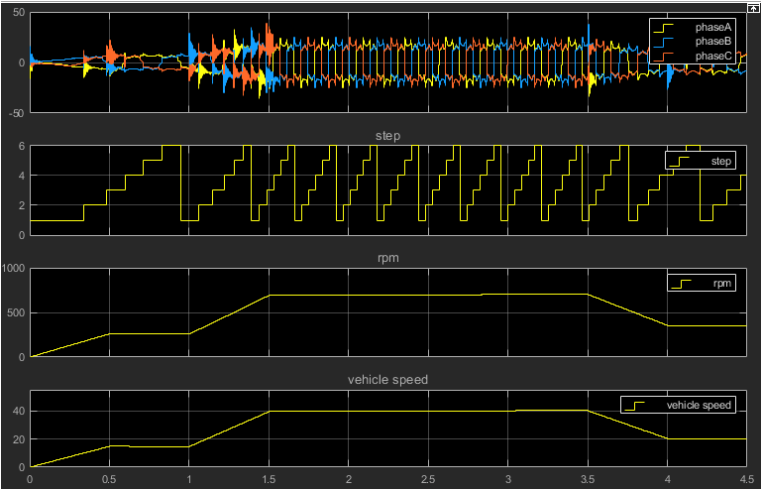 50
phaseA
phaseB
0
phaseC
-50
step
6
step
4
2
0
rpm
1000
rpm
500
0
vehicle speed
40
vehicle speed
20
0
0 0.5 1 1.5 2 2.5 3 3.5 4 4.5